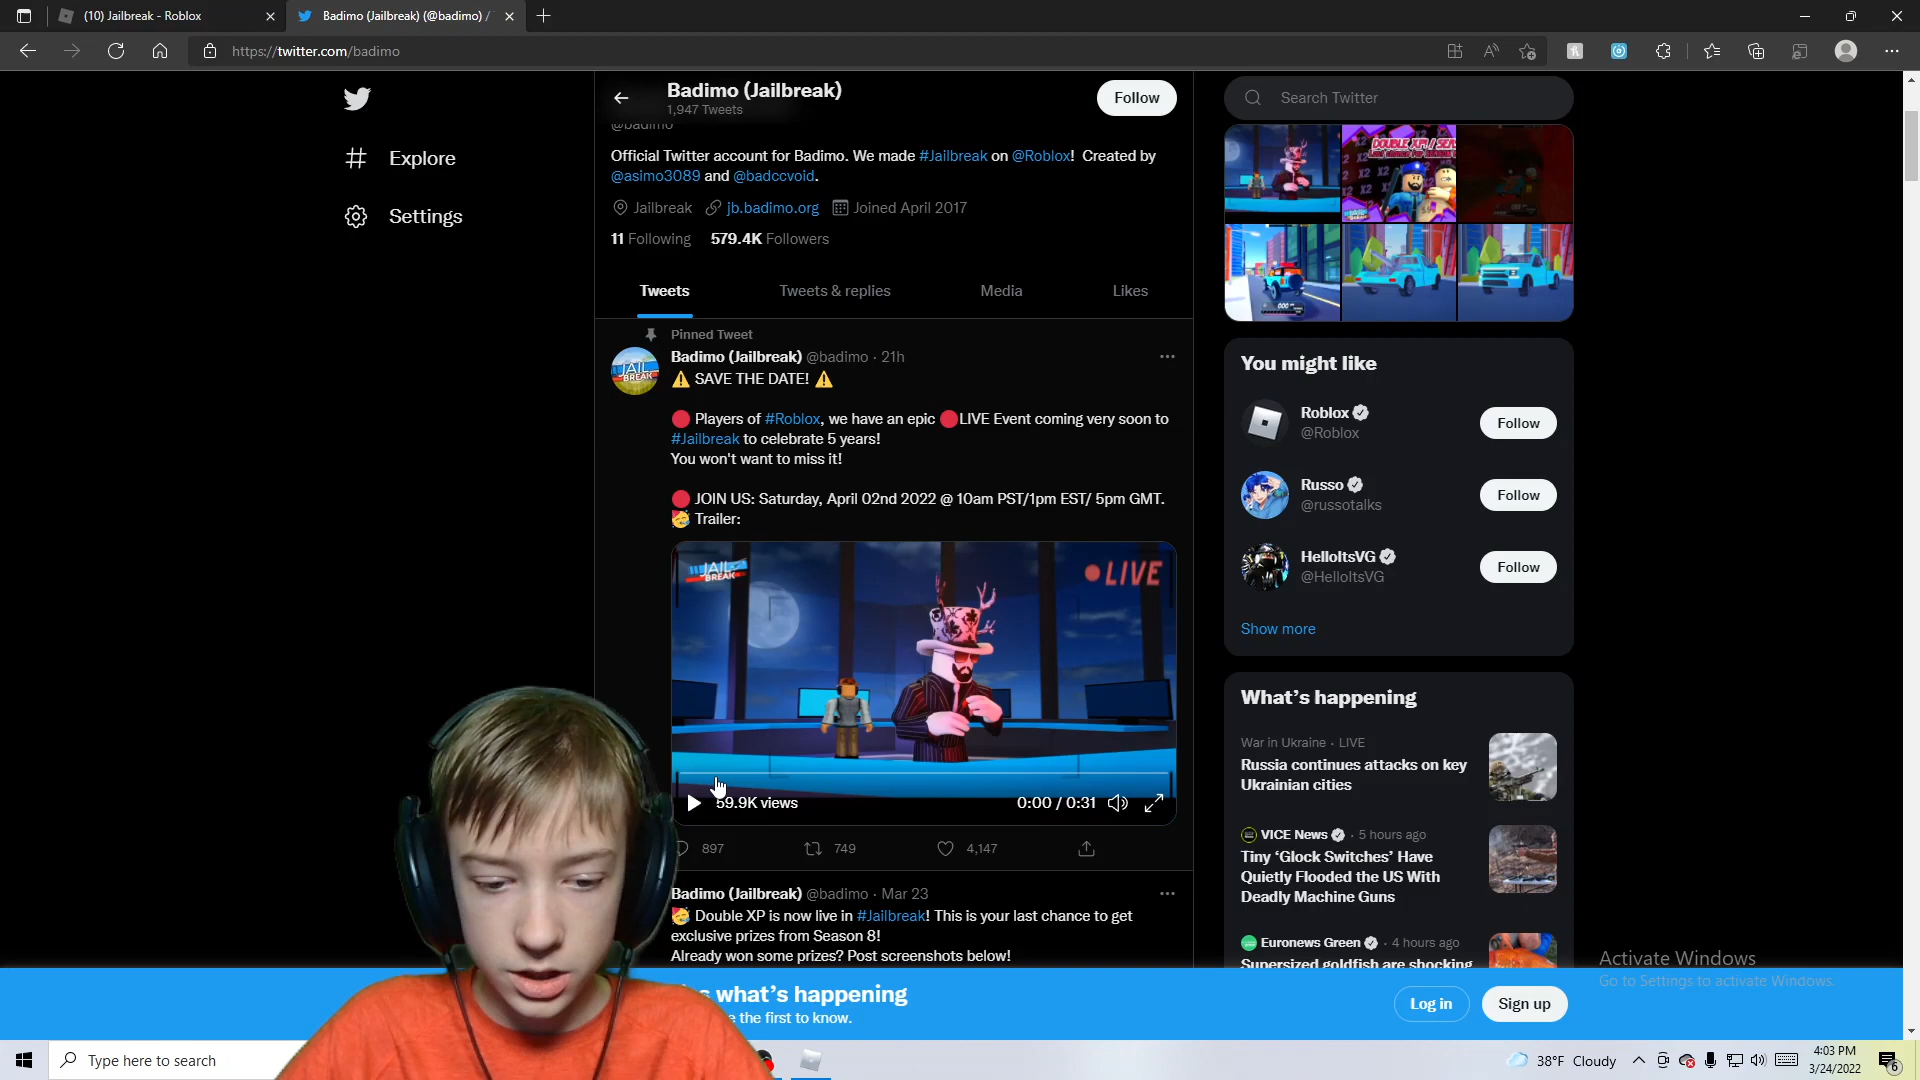 (10) Jailbreak - Roblox
Badimo (Jailbreak) (@badimo) /
https://twitter.com/badimo
Badimo (Jailbreak)
1,947 Tweets
Follow
Search Twitter
Explore
Settings
@badimo
Official Twitter account for Badimo. We made #Jailbreak on @Roblox! Created by
@asimo3089 and @badccvoid.
Jailbreak jb.badimo.org Joined April 2017
11 Following 579.4K Followers
Tweets
Tweets & replies
Media
Likes
Pinned Tweet
Badimo (Jailbreak) @badimo · 21h
⚠ SAVE THE DATE! ⚠
🔴 Players of #Roblox, we have an epic 🔴LIVE Event coming very soon to
#Jailbreak to celebrate 5 years!
You won't want to miss it!
🔴 JOIN US: Saturday, April 02nd 2022 @ 10am PST/1pm EST/ 5pm GMT.
🥳 Trailer:
JAIL
BREAK
JAIL
BREAK
LIVE
59.9K views
0:00 / 0:31
897
749
4,147
Badimo (Jailbreak) @badimo · Mar 23
🥳 Double XP is now live in #Jailbreak! This is your last chance to get
exclusive prizes from Season 8!
Already won some prizes? Post screenshots below!
You might like
Roblox
@Roblox
Follow
Russo
@russotalks
Follow
HelloItsVG
@HelloItsVG
Follow
Show more
What's happening
War in Ukraine · LIVE
Russia continues attacks on key
Ukrainian cities
VICE News · 5 hours ago
Tiny 'Glock Switches' Have
Quietly Flooded the US With
Deadly Machine Guns
Euronews Green · 4 hours ago
Supersized goldfish are shocking
Activate Windows
Go to Settings to activate Windows.
what's happening
the first to know.
Log in
Sign up
Type here to search
38°F Cloudy
4:03 PM
3/24/2022
6